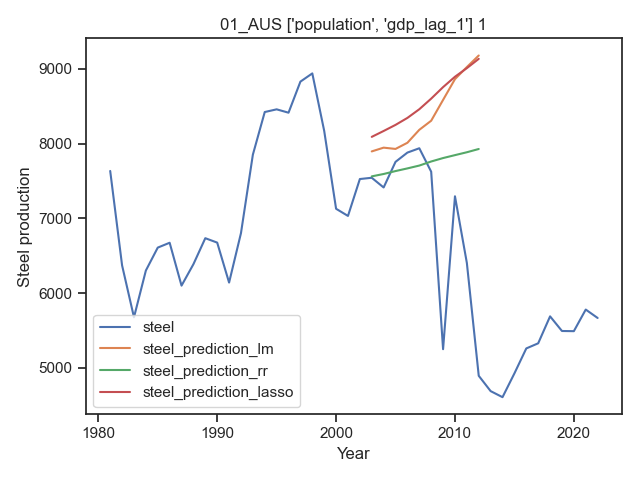 01_AUS ['population', 'gdp_lag_1'] 1
Steel production
9000
8000
7000
6000
5000
steel
steel_prediction_lm
steel_prediction_rr
steel_prediction_lasso
1980
1990
2000
2010
2020
Year